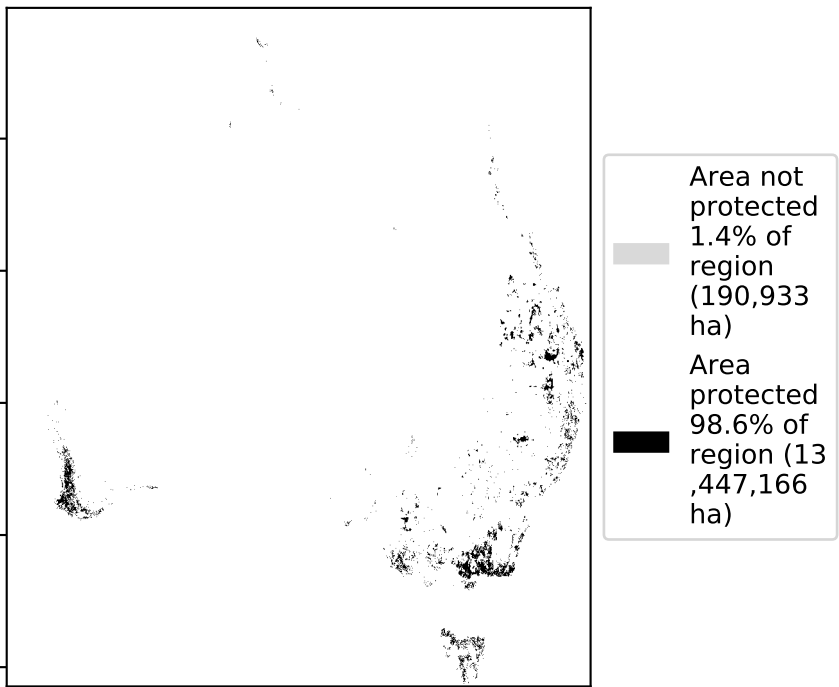 Area not
protected
1.4% of
region
(190,933
ha)
Area
protected
98.6% of
region (13
,447,166
ha)